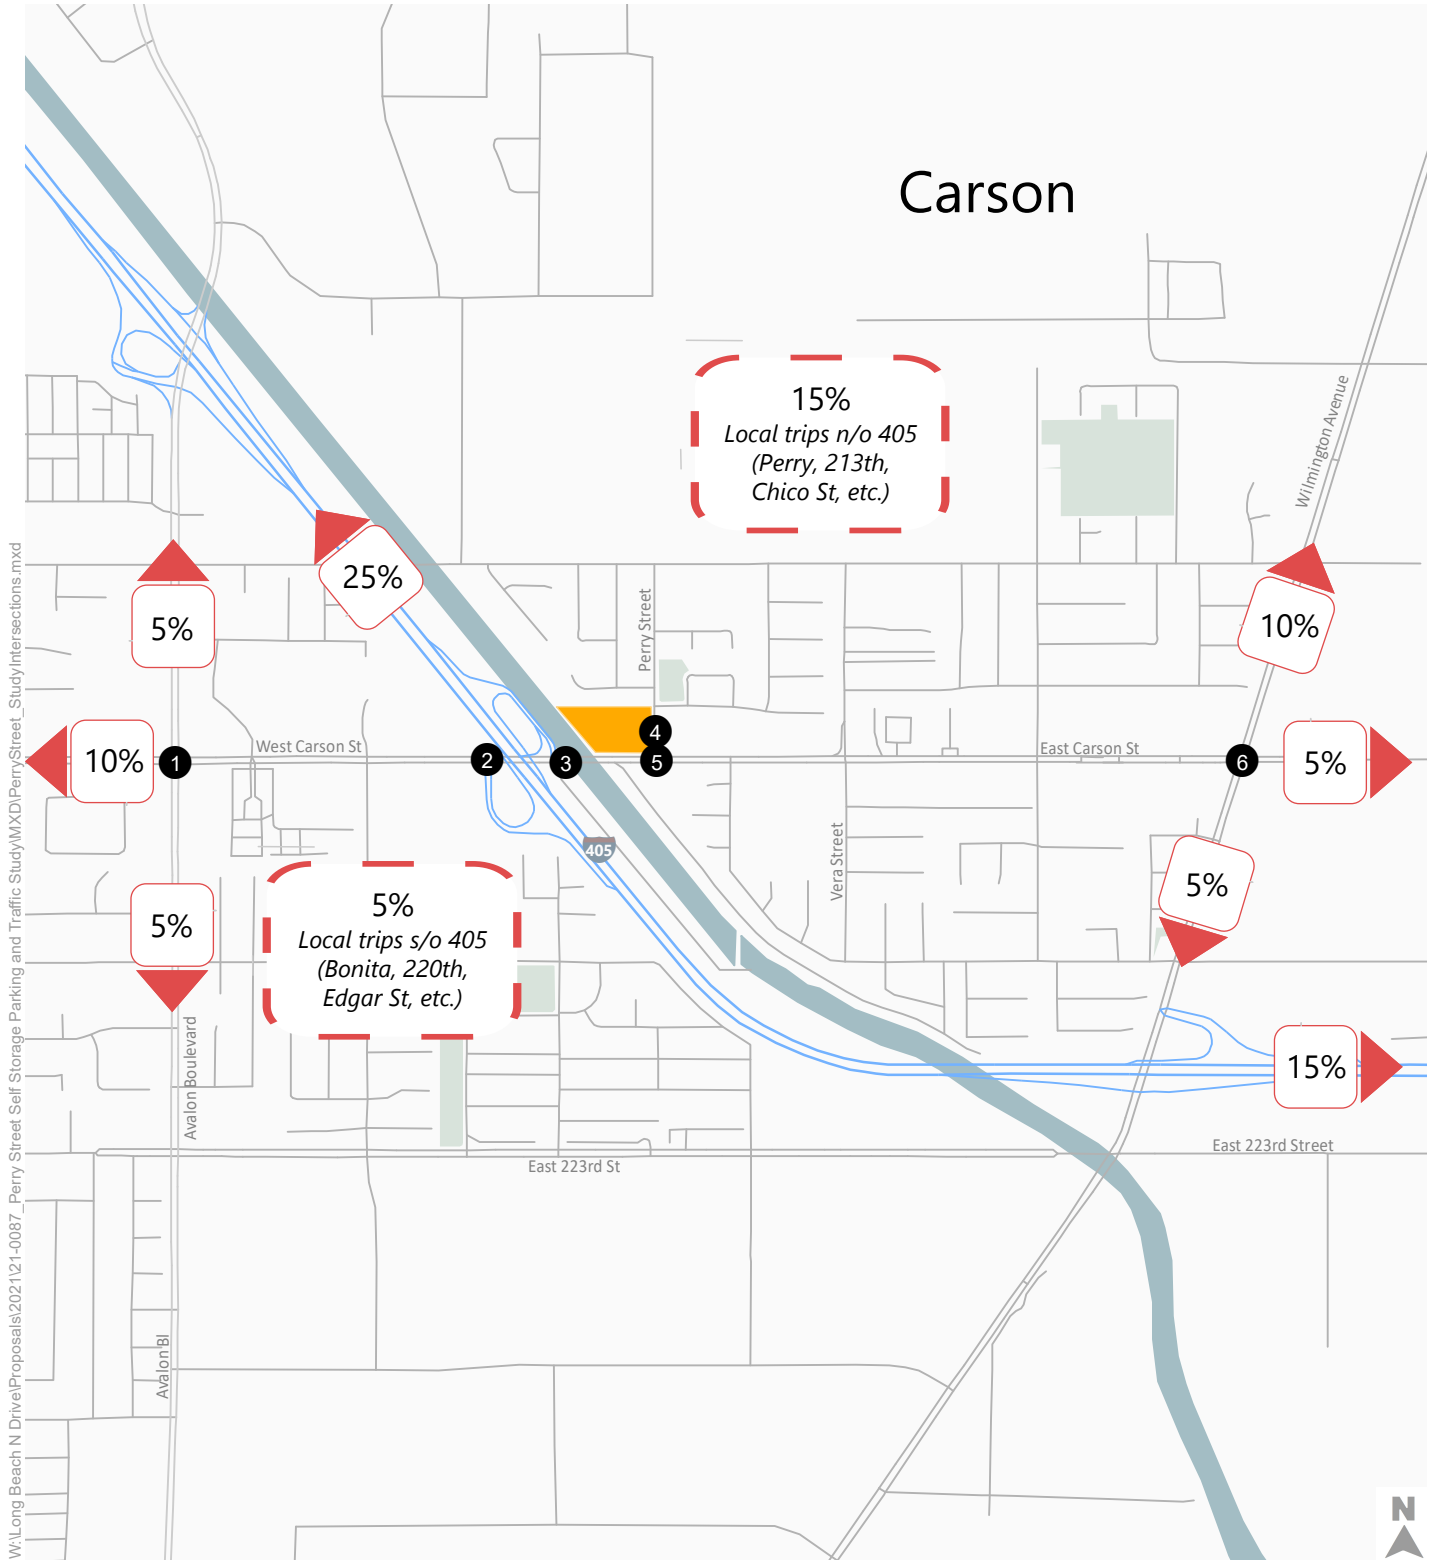 Carson
Wilmington Avenue
15%
Local trips n/o 405
(Perry, 213th,
Chico St, etc.)
25%
5%
10%
Perry Street
10%
West Carson St
1
2
3
4
5
East Carson St
6
5%
405
Vera Street
5%
5%
5%
Local trips s/o 405
(Bonita, 220th,
Edgar St, etc.)
Avalon Boulevard
15%
East 223rd St
East 223rd Street
Avalon Bl
N
W:\Long Beach N Drive\Proposals\2021\21-0087_Perry Street Self Storage Parking and Traffic Study\MXD\PerryStreet_StudyIntersections.mxd